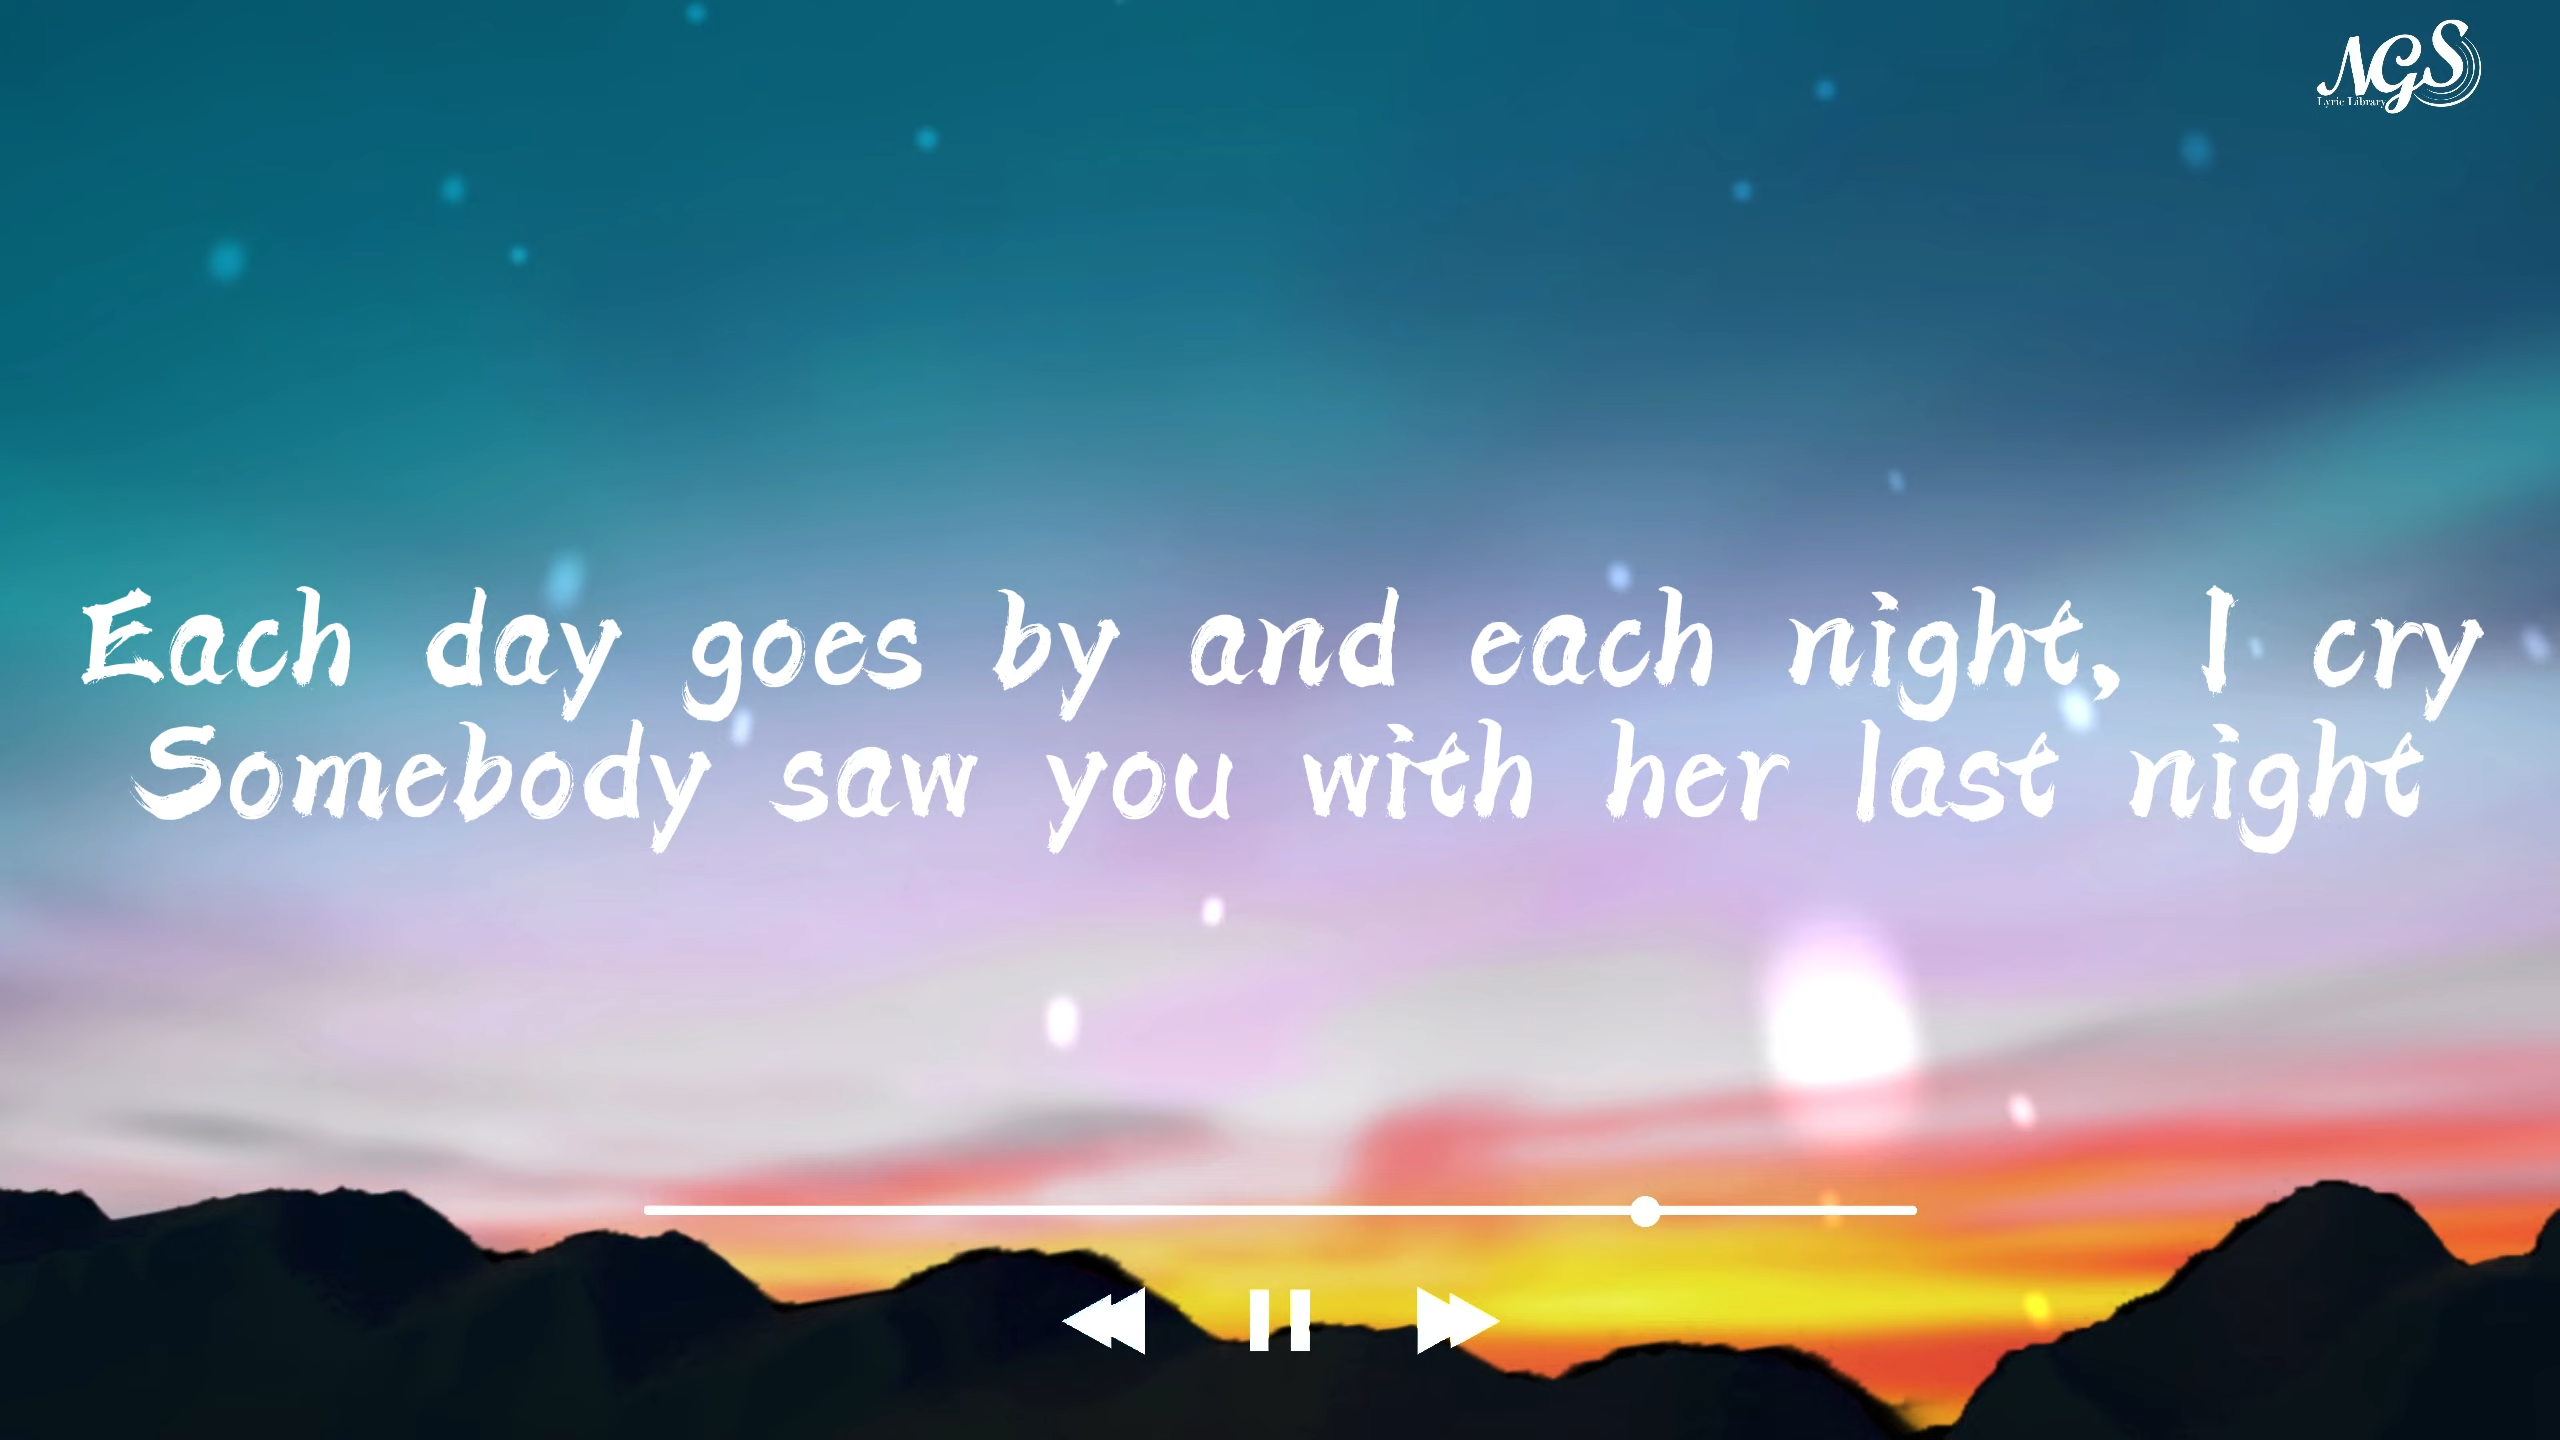 NGS
Lyric Library
Each day goes by and each night, I cry
Somebody saw you with her last night